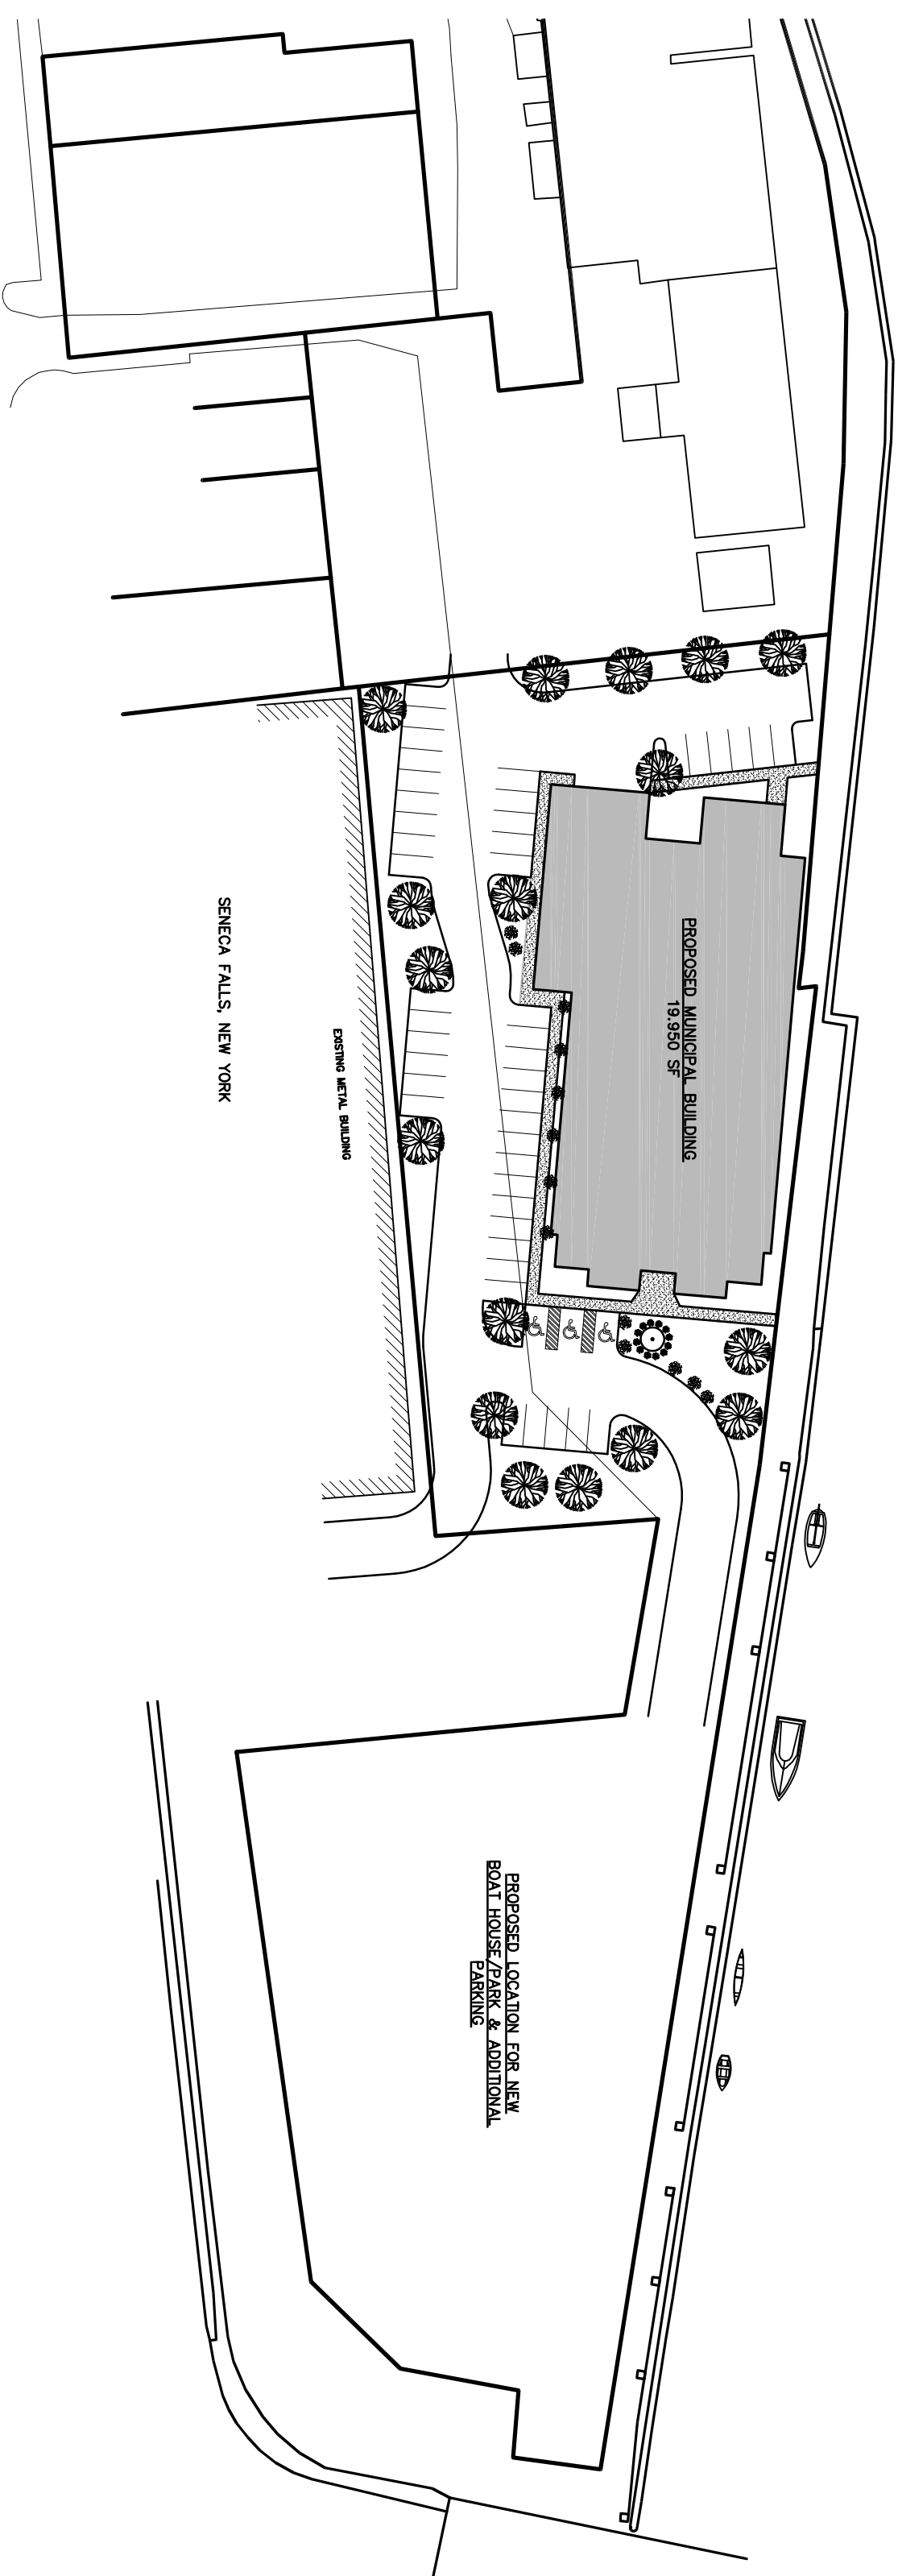 PROPOSED MUNICIPAL BUILDING
19.950 SF
EXISTING METAL BUILDING
SENECA FALLS, NEW YORK
PROPOSED LOCATION FOR NEW
BOAT HOUSE/PARK & ADDITIONAL
PARKING